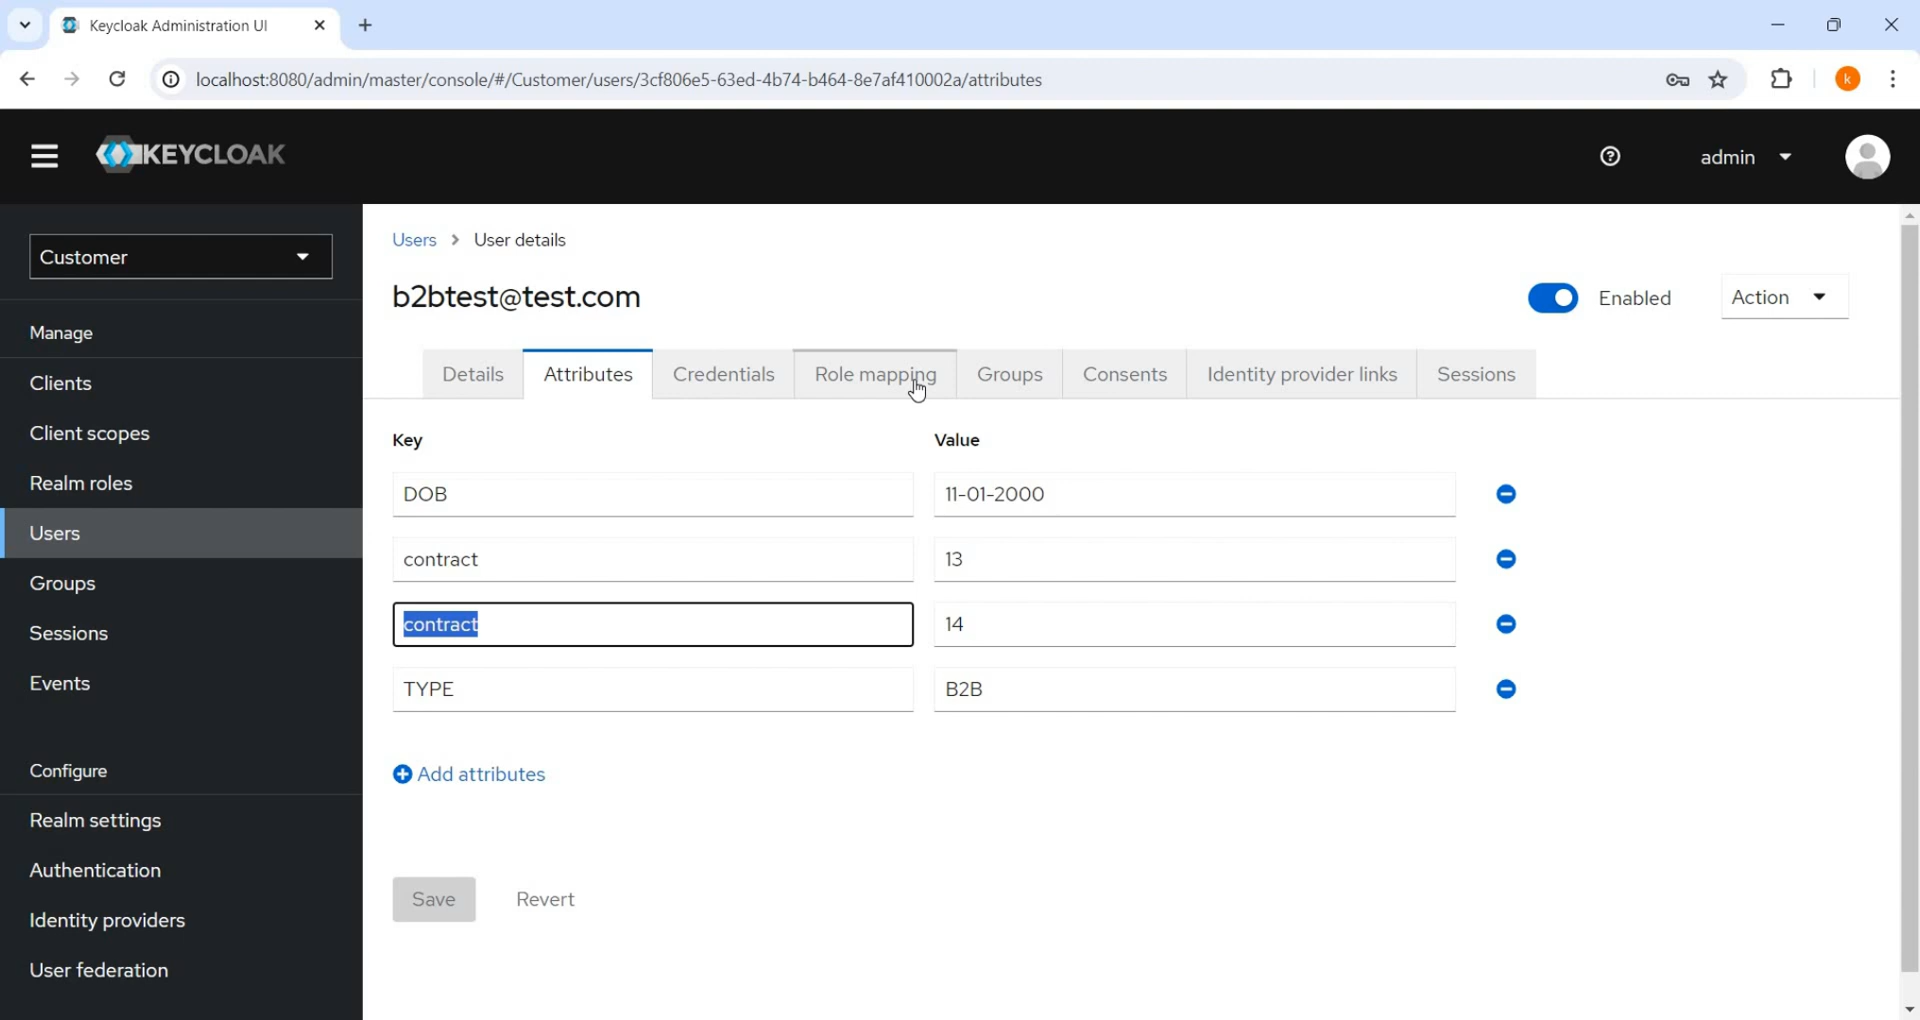 Keycloak Administration UI
localhost:8080/admin/master/console/#/Customer/users/3cf806e5-63ed-4b74-b464-8e7af410002a/attributes
k
KEYCLOAK
admin
Customer
Manage
Clients
Client scopes
Realm roles
Users
Groups
Sessions
Events
Configure
Realm settings
Authentication
Identity providers
User federation
Users > User details
b2btest@test.com
Enabled
Action
Details Attributes Credentials Role mapping Groups Consents Identity provider links Sessions
Key Value
DOB 11-01-2000
contract 13
contract 14
TYPE B2B
Add attributes
Save Revert